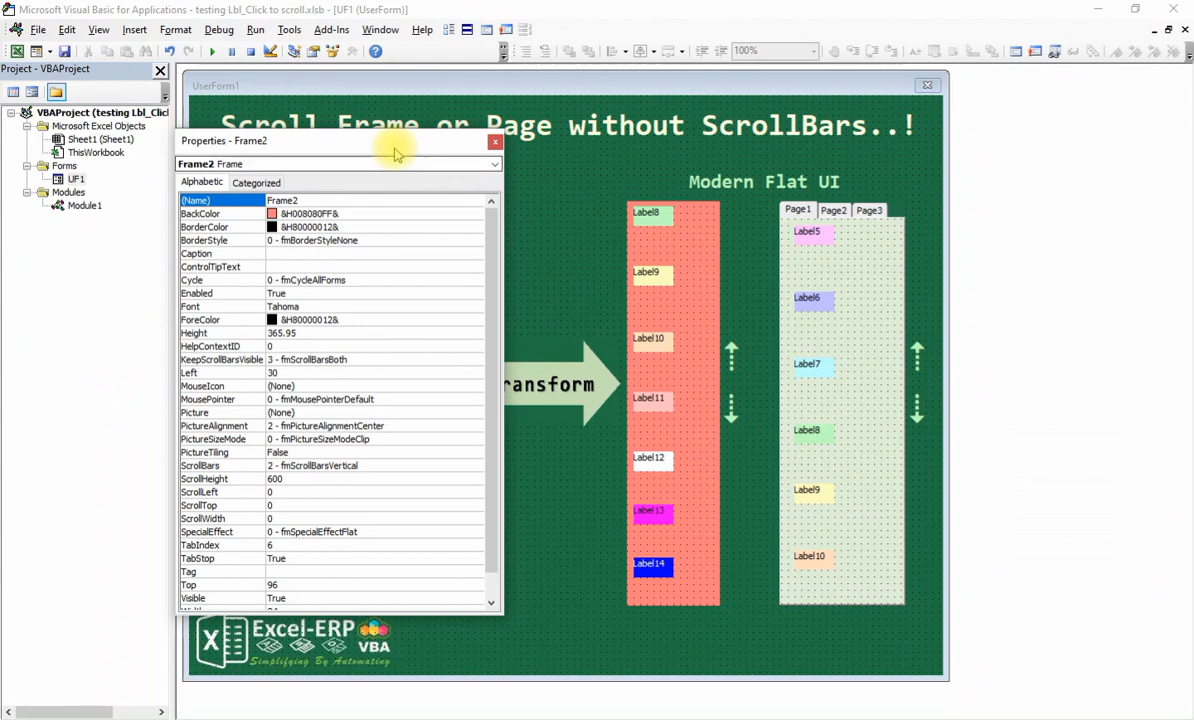 Microsoft Visual Basic for Applications - testing Lbl_Click to scroll.xlsb - [UF1 (UserForm)]
File Edit View Insert Format Debug Run Tools Add-Ins Window Help
100%
Project - VBAProject
VBAProject (testing Lbl_Click
Microsoft Excel Objects
Sheet1 (Sheet1)
ThisWorkbook
Forms
UF1
Modules
Module1
UserForm1
Scroll Frame or Page without ScrollBars..!
Properties - Frame2
Frame2 Frame
Alphabetic Categorized
(Name) Frame2
BackColor &H008080FF&
BorderColor &H80000012&
BorderStyle 0 - fmBorderStyleNone
Caption
ControlTipText
Cycle 0 - fmCycleAllForms
Enabled True
Font Tahoma
ForeColor &H80000012&
Height 365.95
HelpContextID 0
KeepScrollBarsVisible 3 - fmScrollBarsBoth
Left 30
MouseIcon (None)
MousePointer 0 - fmMousePointerDefault
Picture (None)
PictureAlignment 2 - fmPictureAlignmentCenter
PictureSizeMode 0 - fmPictureSizeModeClip
PictureTiling False
ScrollBars 2 - fmScrollBarsVertical
ScrollHeight 600
ScrollLeft 0
ScrollTop 0
ScrollWidth 0
SpecialEffect 0 - fmSpecialEffectFlat
TabIndex 6
TabStop True
Tag
Top 96
Visible True
ransform
Modern Flat UI
Label8
Label9
Label10
Label11
Label12
Label13
Label14
Page1 Page2 Page3
Label5
Label6
Label7
Label8
Label9
Label10
X Excel-ERP VBA
Simplifying By Automating